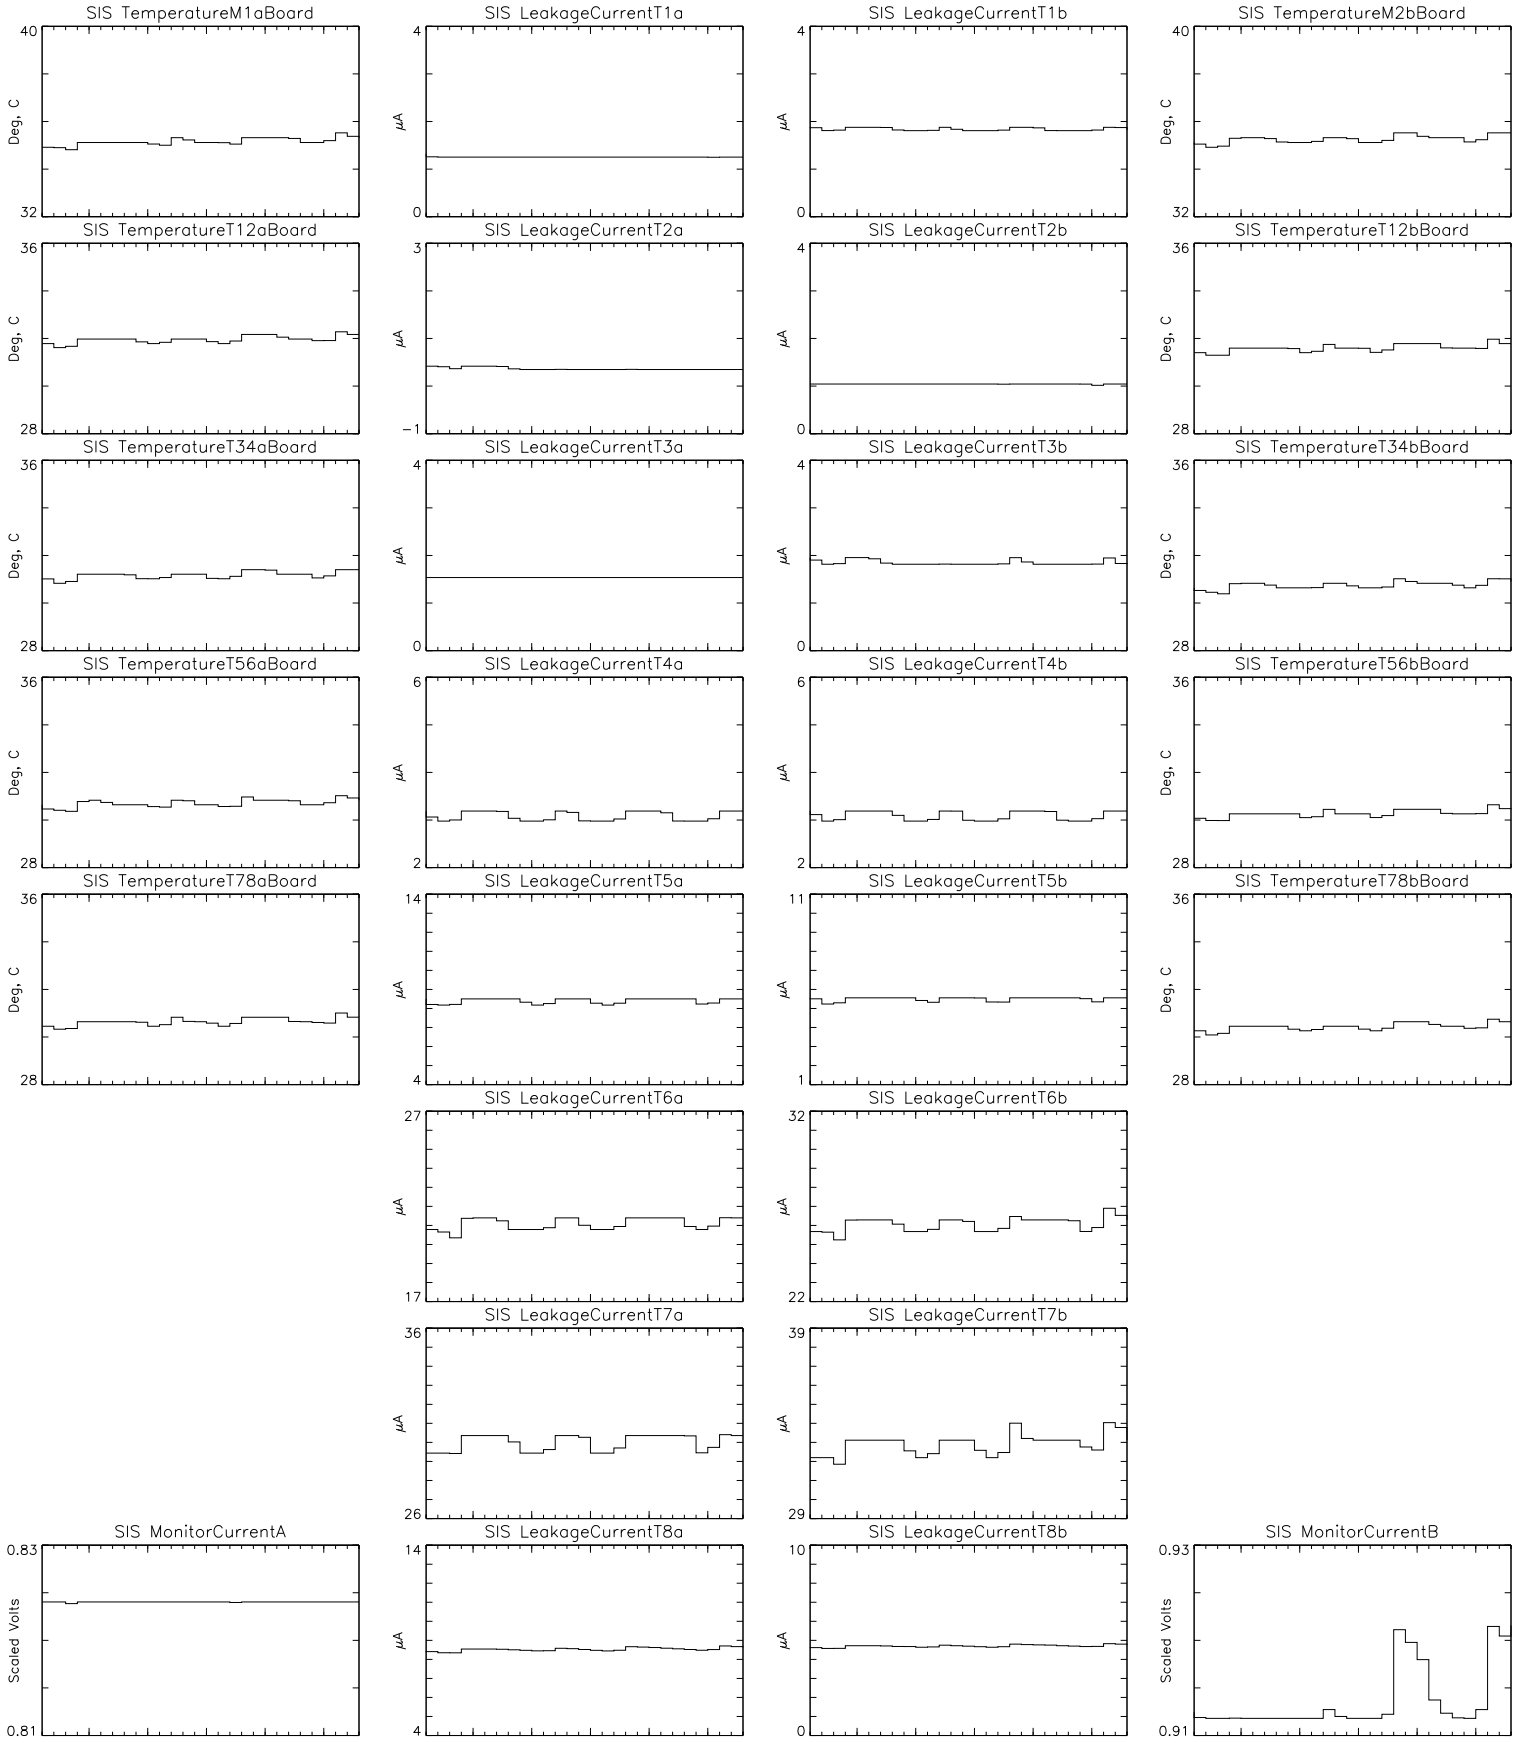 SIS TemperatureM1aBoard
40
Deg, C
32
SIS LeakageCurrentT1a
4
μA
0
SIS LeakageCurrentT1b
4
μA
0
SIS TemperatureM2bBoard
40
Deg, C
32
SIS TemperatureT12aBoard
36
Deg, C
28
SIS LeakageCurrentT2a
3
μA
-1
SIS LeakageCurrentT2b
4
μA
0
SIS TemperatureT12bBoard
36
Deg, C
28
SIS TemperatureT34aBoard
36
Deg, C
28
SIS LeakageCurrentT3a
4
μA
0
SIS LeakageCurrentT3b
4
μA
0
SIS TemperatureT34bBoard
36
Deg, C
28
SIS TemperatureT56aBoard
36
Deg, C
28
SIS LeakageCurrentT4a
6
μA
2
SIS LeakageCurrentT4b
6
μA
2
SIS TemperatureT56bBoard
36
Deg, C
28
SIS TemperatureT78aBoard
36
Deg, C
28
SIS LeakageCurrentT5a
14
μA
4
SIS LeakageCurrentT5b
11
μA
1
SIS TemperatureT78bBoard
36
Deg, C
28
SIS LeakageCurrentT6a
27
μA
17
SIS LeakageCurrentT6b
32
μA
22
SIS LeakageCurrentT7a
36
μA
26
SIS LeakageCurrentT7b
39
μA
29
SIS MonitorCurrentA
0.83
Scaled Volts
0.81
SIS LeakageCurrentT8a
14
μA
4
SIS LeakageCurrentT8b
10
μA
0
SIS MonitorCurrentB
0.93
Scaled Volts
0.91